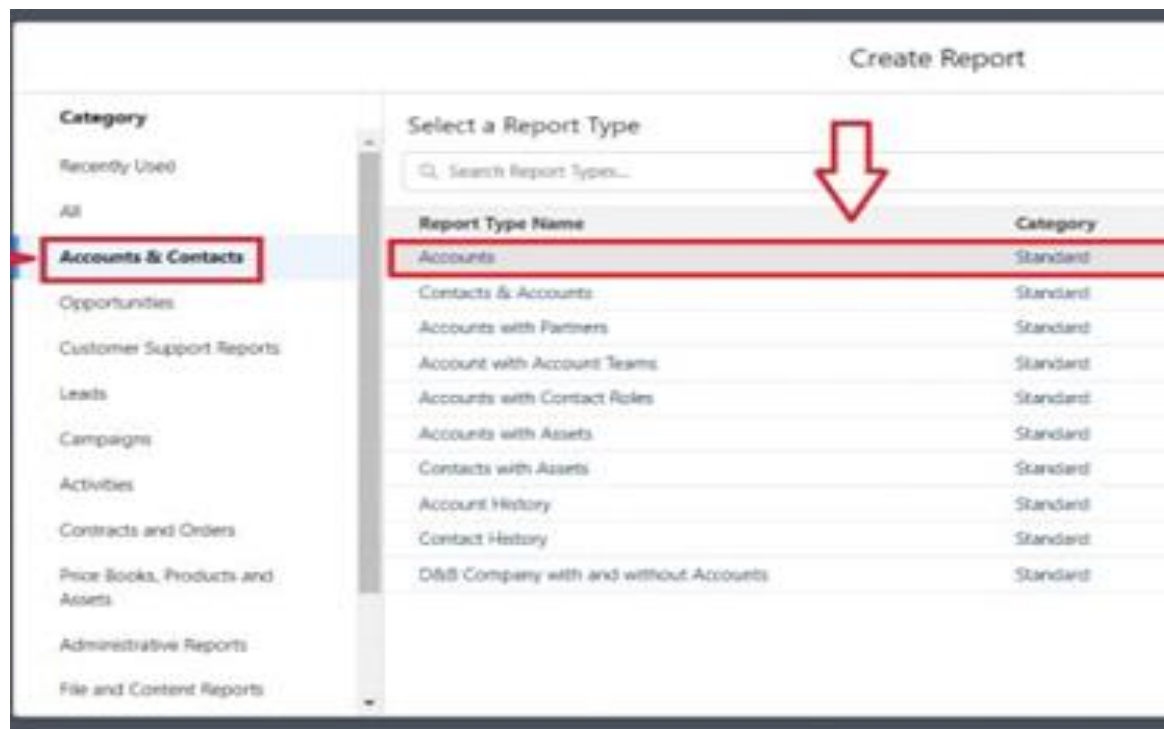 Create Report
Category
Recently Used
All
Accounts & Contacts
Opportunities
Customer Support Reports
Leads
Campaigns
Activities
Contracts and Orders
Price Books, Products and
Assets
Administrative Reports
File and Content Reports
Select a Report Type
Search Report Types...
Report Type Name Category
Accounts Standard
Contacts & Accounts Standard
Accounts with Partners Standard
Account with Account Teams Standard
Accounts with Contact Roles Standard
Accounts with Assets Standard
Contacts with Assets Standard
Account History Standard
Contact History Standard
D&B Company with and without Accounts Standard